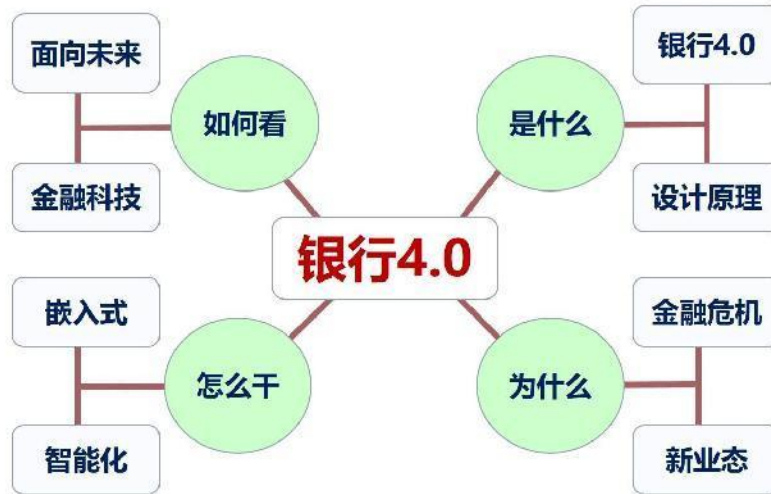 面向未来
银行4.0
如何看
是什么
金融科技
设计原理
银行4.0
嵌入式
金融危机
怎么干
为什么
智能化
新业态